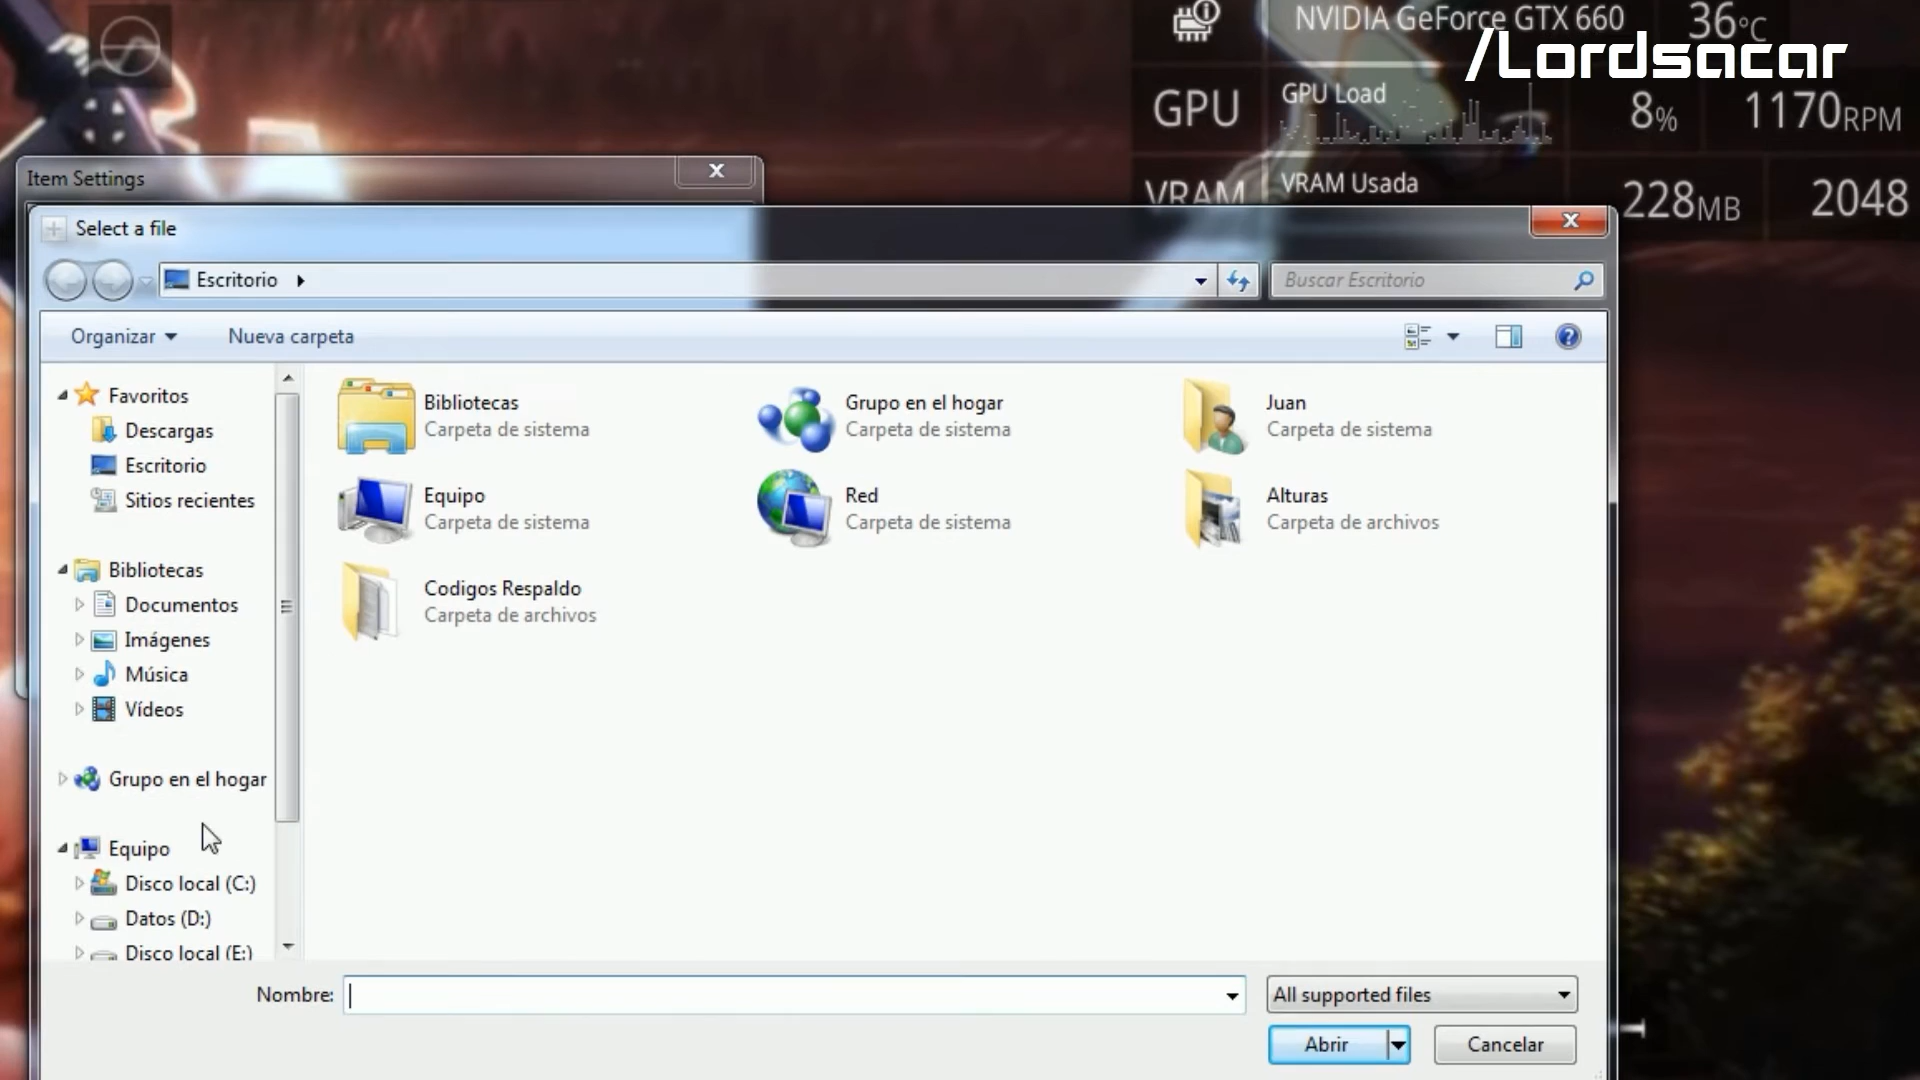 NVIDIA GeForce GTX 660 36°C
/Lordsacar
GPU GPU Load 8% 1170RPM
VRAM VRAM Usada 228MB 2048
Item Settings
Select a file
Escritorio
Buscar Escritorio
Organizar
Nueva carpeta
Favoritos
Descargas
Escritorio
Sitios recientes
Bibliotecas
Documentos
Imágenes
Música
Vídeos
Grupo en el hogar
Equipo
Disco local (C:)
Datos (D:)
Disco local (E:)
Bibliotecas
Carpeta de sistema
Grupo en el hogar
Carpeta de sistema
Juan
Carpeta de sistema
Equipo
Carpeta de sistema
Red
Carpeta de sistema
Alturas
Carpeta de archivos
Codigos Respaldo
Carpeta de archivos
Nombre:
All supported files
Abrir
Cancelar